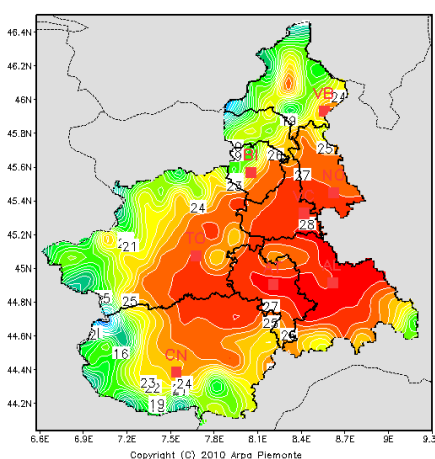 46.4N
46.2N
46N
VB
24
45.8N
19
BI
26
25
45.6N
23
27
NO
45.4N
24
28
45.2N
21
TO
45N
AL
25
44.8N
27
25
26
44.6N
16
CN
44.4N
23
22
24
44.2N
19
6.6E 6.9E 7.2E 7.5E 7.8E 8.1E 8.4E 8.7E 9E 9.3
Copyright (C) 2010 Arpa Piemonte